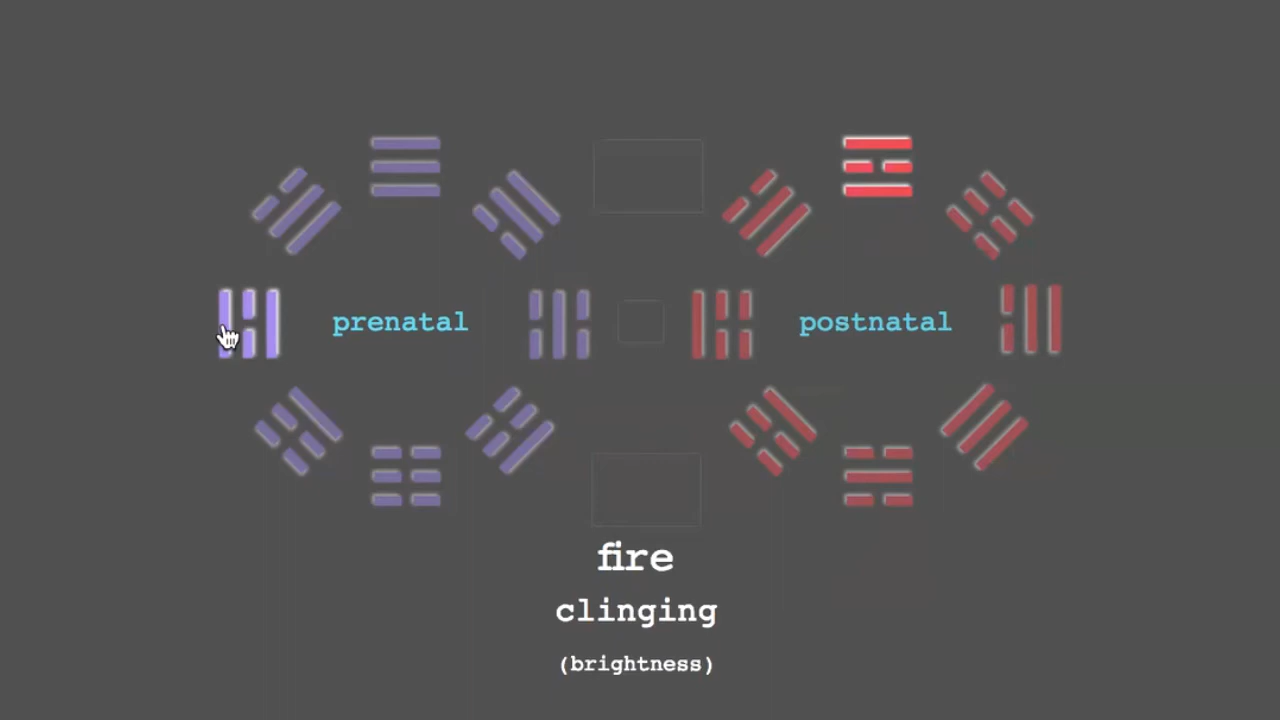 prenatal
postnatal
fire
clinging
(brightness)